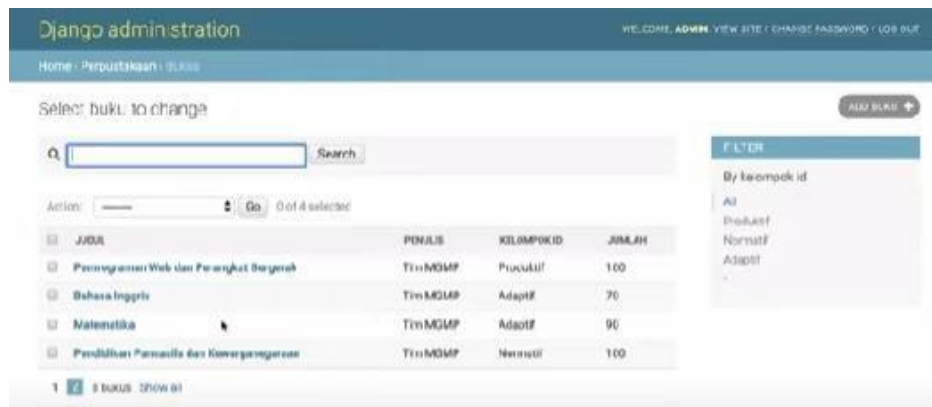 Django administration
WELCOME, ADMIN. VIEW SITE / CHANGE PASSWORD / LOG OUT
Home › Perpustakaan › Bukus
Select buku to change
ADD BUKU +
Search
FILTER
By kelompok id
All
Produktif
Normatif
Adaptif
-
Action: ------- Go 0 of 4 selected
JUDUL PENULIS KELOMPOK ID JUMLAH
Pemrograman Web dan Perangkat Bergerak Tim MGMP Produktif 100
Bahasa Inggris Tim MGMP Adaptif 70
Matematika Tim MGMP Adaptif 90
Pendidikan Pancasila dan Kewarganegaraan Tim MGMP Normatif 100
1 2 bukus Show all